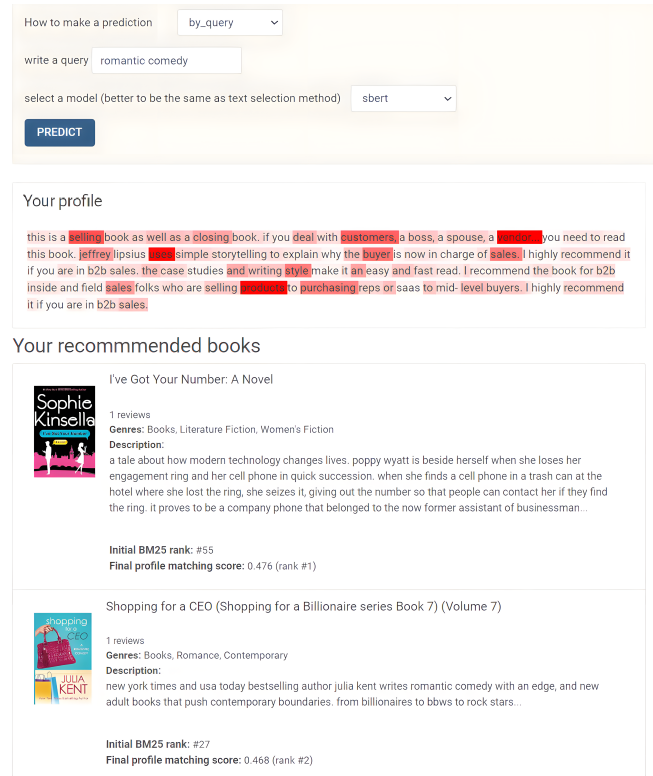 How to make a prediction by_query
write a query romantic comedy
select a model (better to be the same as text selection method) sbert
PREDICT
Your profile
this is a selling book as well as a closing book. if you deal with customers, a boss, a spouse, a vendor... you need to read
this book. jeffrey lipsius uses simple storytelling to explain why the buyer is now in charge of sales. I highly recommend it
if you are in b2b sales. the case studies and writing style make it an easy and fast read. I recommend the book for b2b
inside and field sales folks who are selling products to purchasing reps or saas to mid- level buyers. I highly recommend
it if you are in b2b sales.
Your recommmended books
I've Got Your Number: A Novel
Sophie
Kinsella
1 reviews
Genres: Books, Literature Fiction, Women's Fiction
Description:
a tale about how modern technology changes lives. poppy wyatt is beside herself when she loses her
engagement ring and her cell phone in quick succession. when she finds a cell phone in a trash can at the
hotel where she lost the ring, she seizes it, giving out the number so that people can contact her if they find
the ring. it proves to be a company phone that belonged to the now former assistant of businessman...
Initial BM25 rank: #55
Final profile matching score: 0.476 (rank #1)
Shopping for a CEO (Shopping for a Billionaire series Book 7) (Volume 7)
shopping
for a
CEO
JULIA
KENT
1 reviews
Genres: Books, Romance, Contemporary
Description:
new york times and usa today bestselling author julia kent writes romantic comedy with an edge, and new
adult books that push contemporary boundaries. from billionaires to bbws to rock stars...
Initial BM25 rank: #27
Final profile matching score: 0.468 (rank #2)